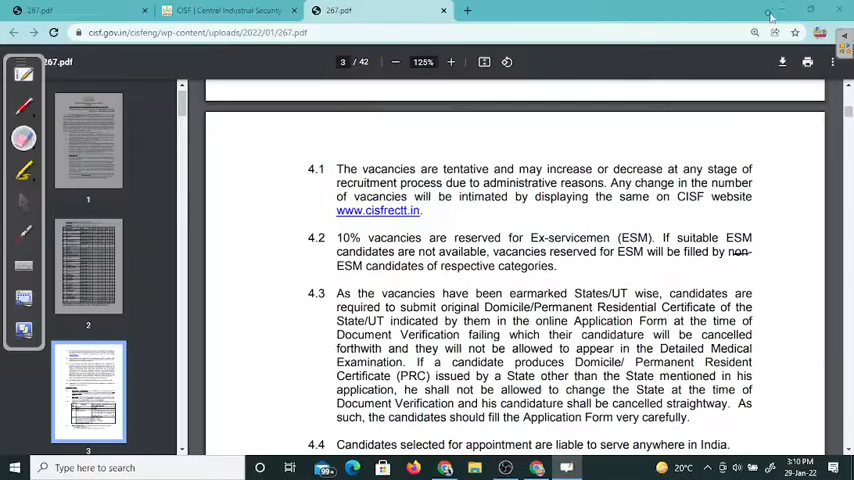 267.pdf
CISF | Central Industrial Security
267.pdf
cisf.gov.in/cisfeng/wp-content/uploads/2022/01/267.pdf
267.pdf
3 / 42
125%
1
2
3
4.1 The vacancies are tentative and may increase or decrease at any stage of
recruitment process due to administrative reasons. Any change in the number
of vacancies will be intimated by displaying the same on CISF website
www.cisfrectt.in.
4.2 10% vacancies are reserved for Ex-servicemen (ESM). If suitable ESM
candidates are not available, vacancies reserved for ESM will be filled by non-
ESM candidates of respective categories.
4.3 As the vacancies have been earmarked States/UT wise, candidates are
required to submit original Domicile/Permanent Residential Certificate of the
State/UT indicated by them in the online Application Form at the time of
Document Verification failing which their candidature will be cancelled
forthwith and they will not be allowed to appear in the Detailed Medical
Examination. If a candidate produces Domicile/ Permanent Resident
Certificate (PRC) issued by a State other than the State mentioned in his
application, he shall not be allowed to change the State at the time of
Document Verification and his candidature shall be cancelled straightway. As
such, the candidates should fill the Application Form very carefully.
4.4 Candidates selected for appointment are liable to serve anywhere in India.
Type here to search
99+
20°C
3:10 PM
29-Jan-22